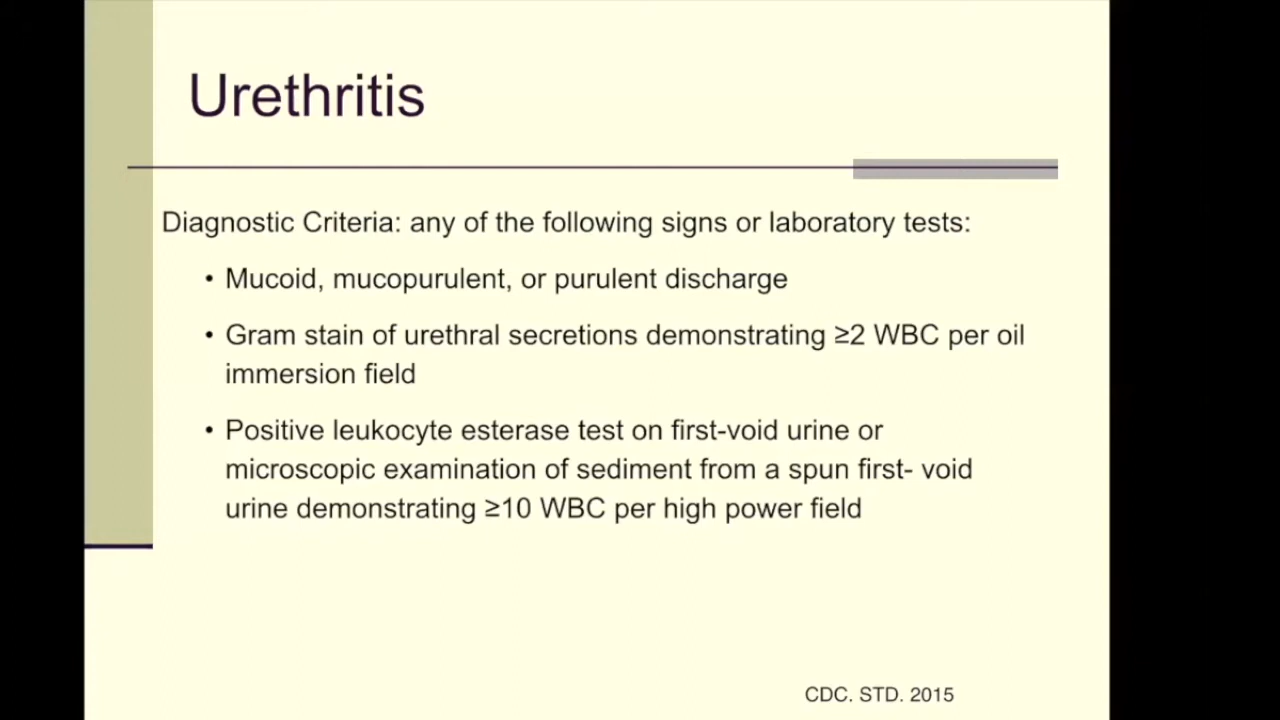 Urethritis
Diagnostic Criteria: any of the following signs or laboratory tests:
• Mucoid, mucopurulent, or purulent discharge
• Gram stain of urethral secretions demonstrating ≥2 WBC per oil
immersion field
• Positive leukocyte esterase test on first-void urine or
microscopic examination of sediment from a spun first- void
urine demonstrating ≥10 WBC per high power field
CDC. STD. 2015